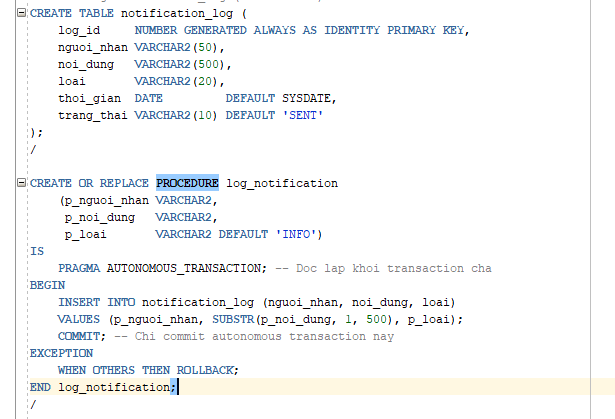 CREATE TABLE notification_log (
    log_id     NUMBER GENERATED ALWAYS AS IDENTITY PRIMARY KEY,
    nguoi_nhan VARCHAR2(50),
    noi_dung   VARCHAR2(500),
    loai       VARCHAR2(20),
    thoi_gian  DATE         DEFAULT SYSDATE,
    trang_thai VARCHAR2(10) DEFAULT 'SENT'
);
/
CREATE OR REPLACE PROCEDURE log_notification
    (p_nguoi_nhan VARCHAR2,
     p_noi_dung   VARCHAR2,
     p_loai       VARCHAR2 DEFAULT 'INFO')
IS
    PRAGMA AUTONOMOUS_TRANSACTION; -- Doc lap khoi transaction cha
BEGIN
    INSERT INTO notification_log (nguoi_nhan, noi_dung, loai)
    VALUES (p_nguoi_nhan, SUBSTR(p_noi_dung, 1, 500), p_loai);
    COMMIT; -- Chi commit autonomous transaction nay
EXCEPTION
    WHEN OTHERS THEN ROLLBACK;
END log_notification;
/